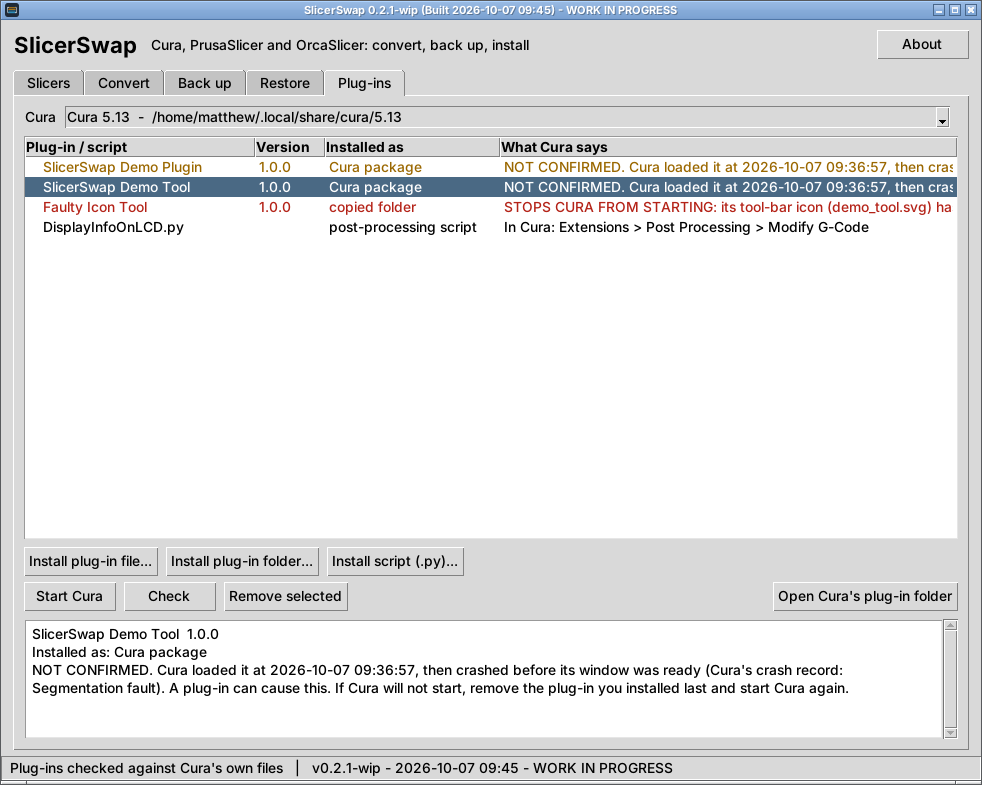 SlicerSwap 0.2.1-wip (Built 2026-10-07 09:45) - WORK IN PROGRESS
SlicerSwap Cura, PrusaSlicer and OrcaSlicer: convert, back up, install About
Slicers Convert Back up Restore Plug-ins
Cura Cura 5.13 - /home/matthew/.local/share/cura/5.13
Plug-in / script Version Installed as What Cura says
SlicerSwap Demo Plugin 1.0.0 Cura package NOT CONFIRMED. Cura loaded it at 2026-10-07 09:36:57, then cras
SlicerSwap Demo Tool 1.0.0 Cura package NOT CONFIRMED. Cura loaded it at 2026-10-07 09:36:57, then cras
Faulty Icon Tool 1.0.0 copied folder STOPS CURA FROM STARTING: its tool-bar icon (demo_tool.svg) ha
DisplayInfoOnLCD.py post-processing script In Cura: Extensions > Post Processing > Modify G-Code
Install plug-in file... Install plug-in folder... Install script (.py)...
Start Cura Check Remove selected Open Cura's plug-in folder
SlicerSwap Demo Tool 1.0.0
Installed as: Cura package
NOT CONFIRMED. Cura loaded it at 2026-10-07 09:36:57, then crashed before its window was ready (Cura's crash record:
Segmentation fault). A plug-in can cause this. If Cura will not start, remove the plug-in you installed last and start Cura again.
Plug-ins checked against Cura's own files | v0.2.1-wip - 2026-10-07 09:45 - WORK IN PROGRESS